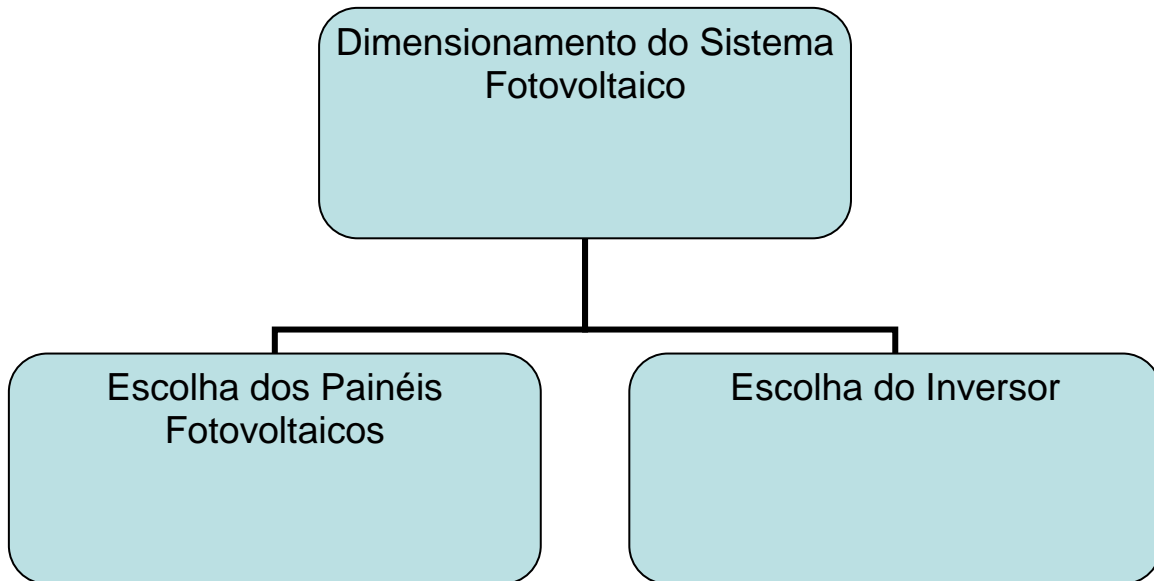 Dimensionamento do Sistema
Fotovoltaico
Escolha dos Painéis
Fotovoltaicos
Escolha do Inversor